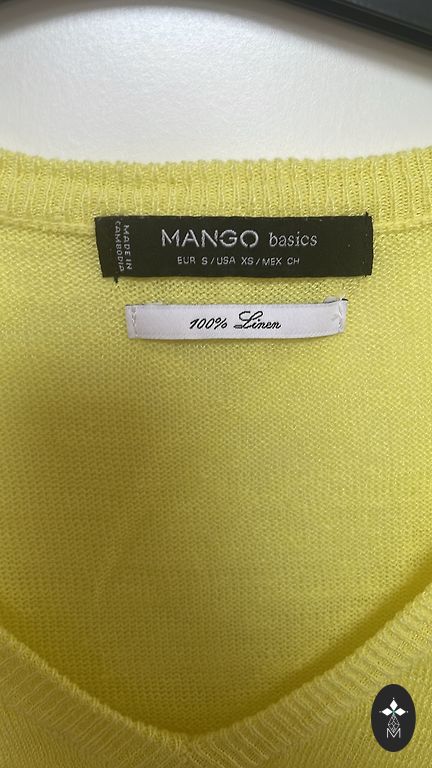 MADE IN
CAMBODIA
MANGO basics
EUR S/USA XS/MEX CH
100% Linen
M